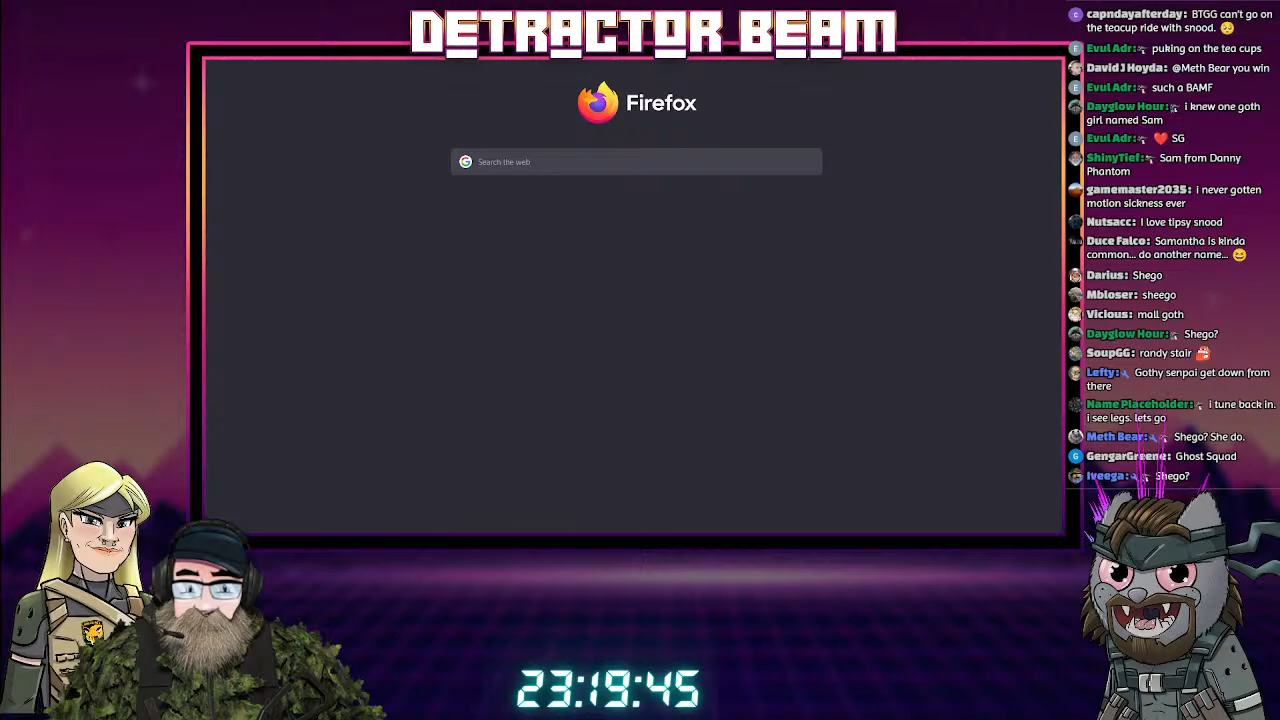 DETRACTOR BEAM
Firefox
Search the web
capndayafterday: BTGG can't go on
the teacup ride with snood. 🥺
Evul Adr: puking on the tea cups
David J Hoyda: @Meth Bear you win
Evul Adr: such a BAMF
Dayglow Hour: i knew one goth
girl named Sam
Evul Adr: ❤️ SG
ShinyTief: Sam from Danny
Phantom
gamemaster2035: i never gotten
motion sickness ever
Nutsacc: I love tipsy snood
Duce Falco: Samantha is kinda
common... do another name... 😄
Darius: Shego
Mbloser: sheego
Vicious: mall goth
Dayglow Hour: Shego?
SoupGG: randy stair
Lefty: Gothy senpai get down from
there
Name Placeholder: i tune back in.
i see legs. lets go
Meth Bear: Shego? She do.
GengarGreene: Ghost Squad
iveega: Shego?
23:19:45